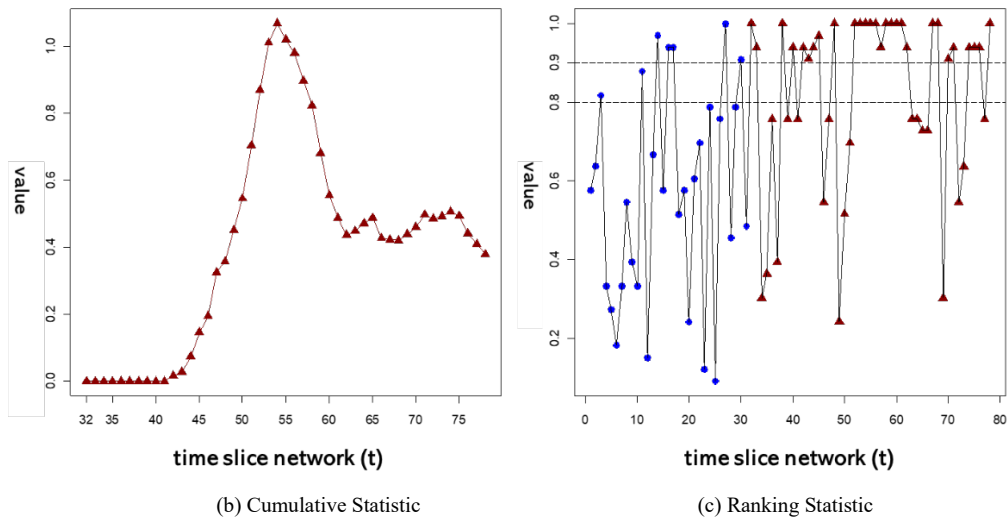 value
0.0
0.2
0.4
0.6
0.8
1.0
32 35 40 45 50 55 60 65 70 75
time slice network (t)
(b) Cumulative Statistic
value
0.2
0.4
0.6
0.8
0.9
1.0
0 10 20 30 40 50 60 70 80
time slice network (t)
(c) Ranking Statistic